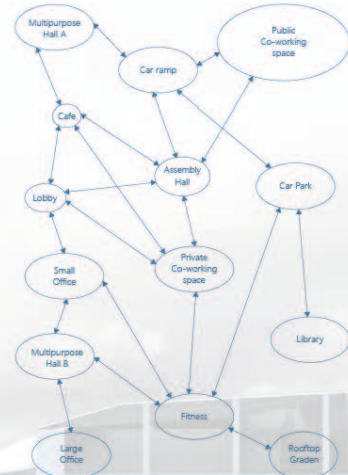 Multipurpose
Hall A
Public
Co-working
space
Car ramp
Cafe
Assembly
Hall
Car Park
Lobby
Private
Co-working
space
Small
Office
Library
Multipurpose
Hall B
Fitness
Large
Office
Rooftop
Graden